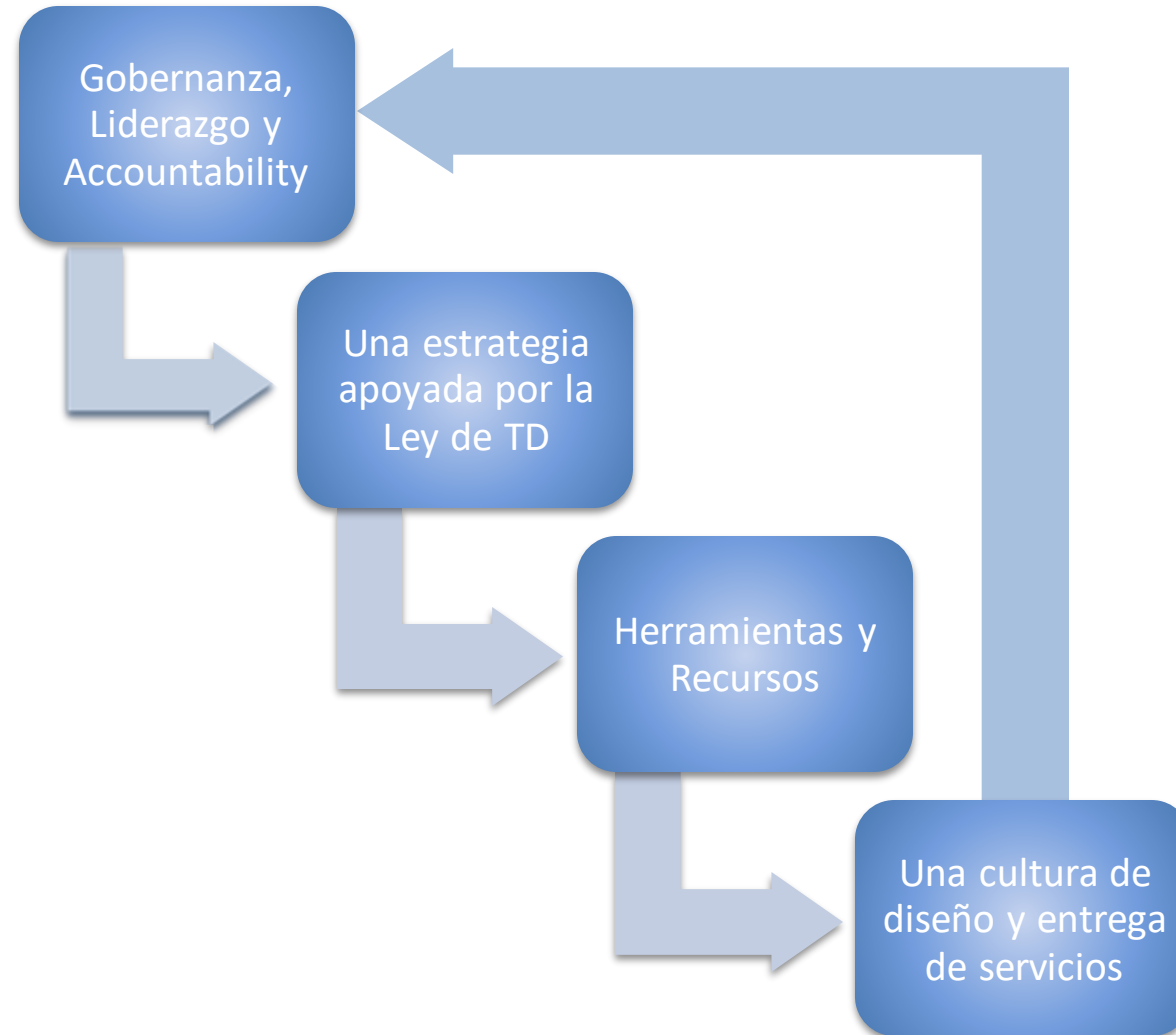 Gobernanza,
Liderazgo y
Accountability
Una estrategia
apoyada por la
Ley de TD
Herramientas y
Recursos
Una cultura de
diseño y entrega
de servicios